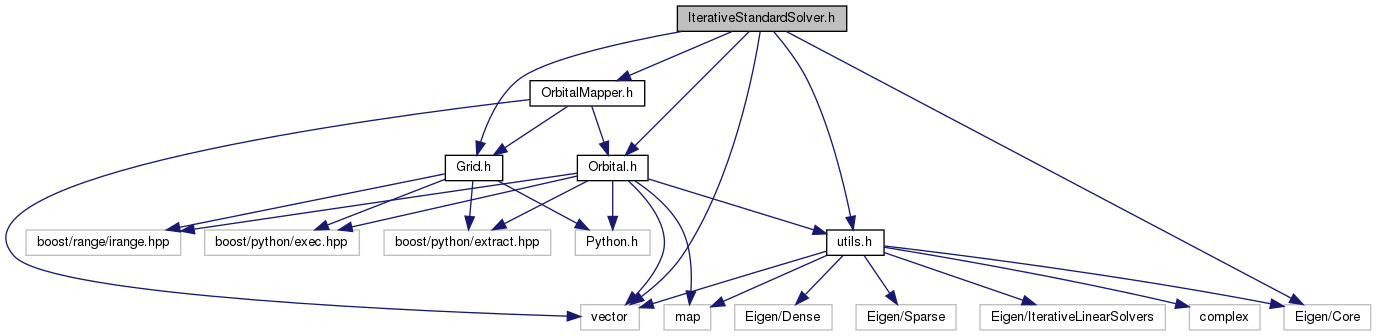 IterativeStandardSolver.h
OrbitalMapper.h
Grid.h
Orbital.h
boost/range/irange.hpp
boost/python/exec.hpp
boost/python/extract.hpp
Python.h
utils.h
vector
map
Eigen/Dense
Eigen/Sparse
Eigen/IterativeLinearSolvers
complex
Eigen/Core